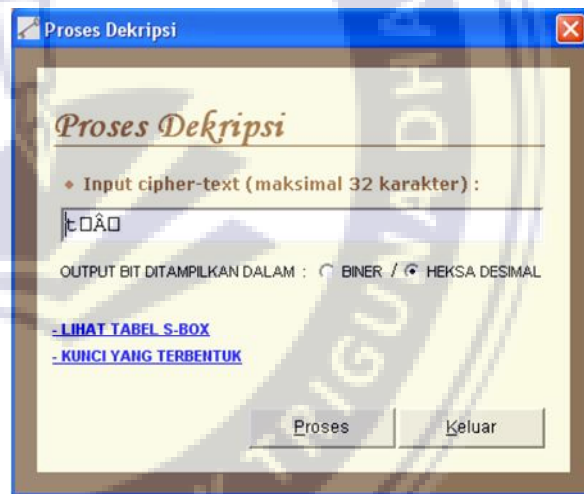 Proses Dekripsi
Proses Dekripsi
Input cipher-text (maksimal 32 karakter) :
t□Â□
OUTPUT BIT DITAMPILKAN DALAM : BINER / HEKSA DESIMAL
- LIHAT TABEL S-BOX
- KUNCI YANG TERBENTUK
Proses Keluar